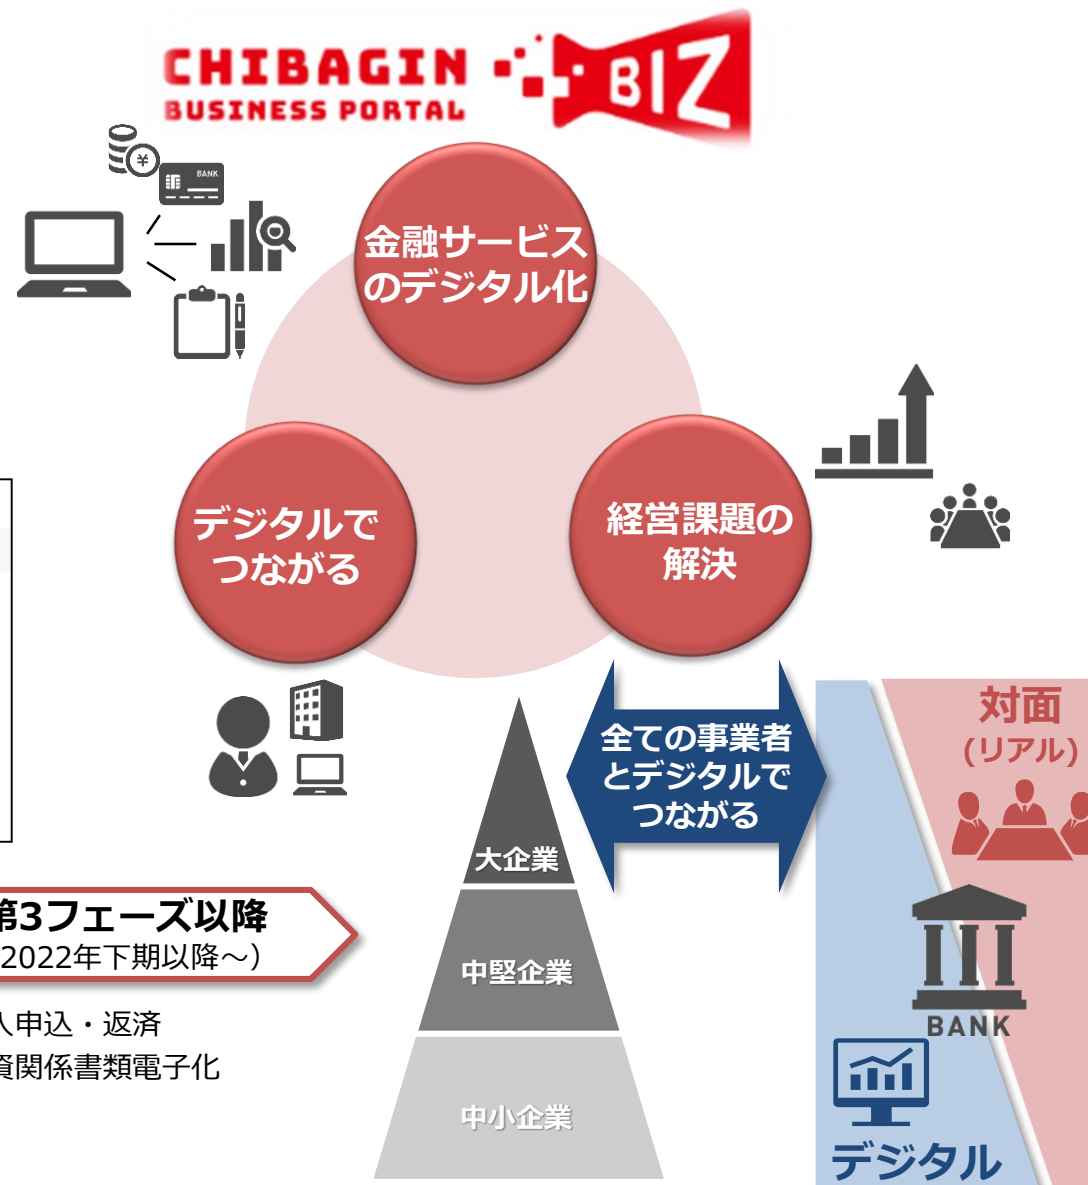 CHIBAGIN
BUSINESS PORTAL
BIZ
¥
BANK
金融サービス
のデジタル化
デジタルで
つながる
経営課題の
解決
全ての事業者
とデジタルで
つながる
対面
(リアル)
大企業
中堅企業
中小企業
BANK
デジタル
第3フェーズ以降
2022年下期以降～）
申込・返済
関係書類電子化